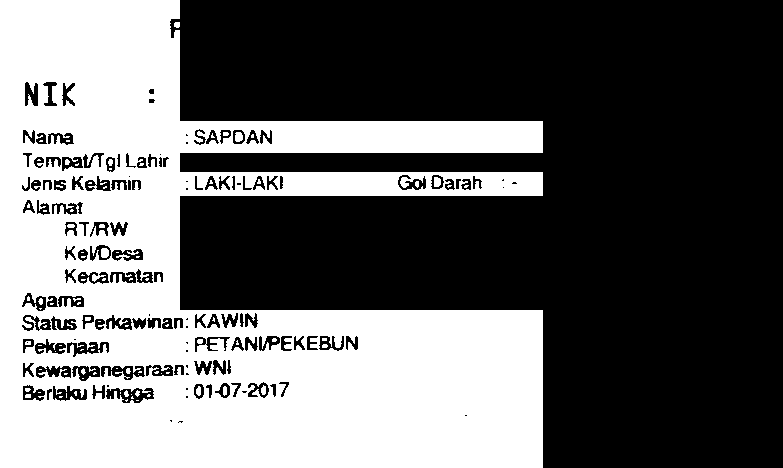 NIK :
Nama : SAPDAN
Tempat/Tgl Lahir
Jenis Kelamin : LAKI-LAKI Gol Darah : -
Alamat
RT/RW
Kel/Desa
Kecamatan
Agama
Status Perkawinan: KAWIN
Pekerjaan : PETANI/PEKEBUN
Kewarganegaraan: WNI
Berlaku Hingga : 01-07-2017